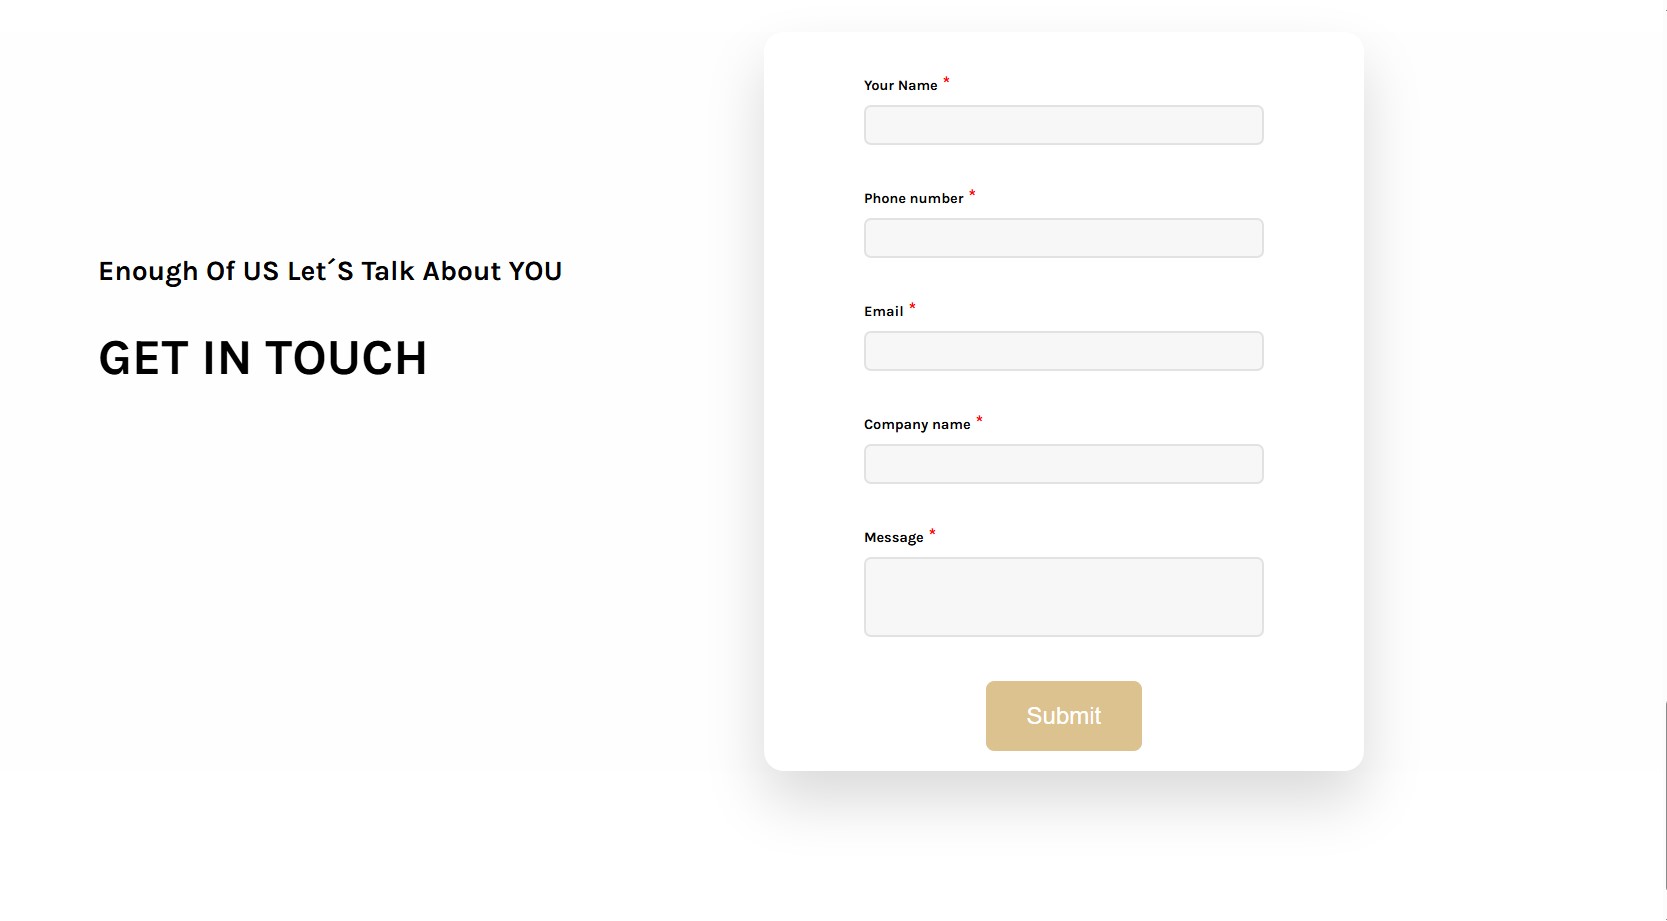 Enough Of US Let´S Talk About YOU
GET IN TOUCH
Your Name *
Phone number *
Email *
Company name *
Message *
Submit